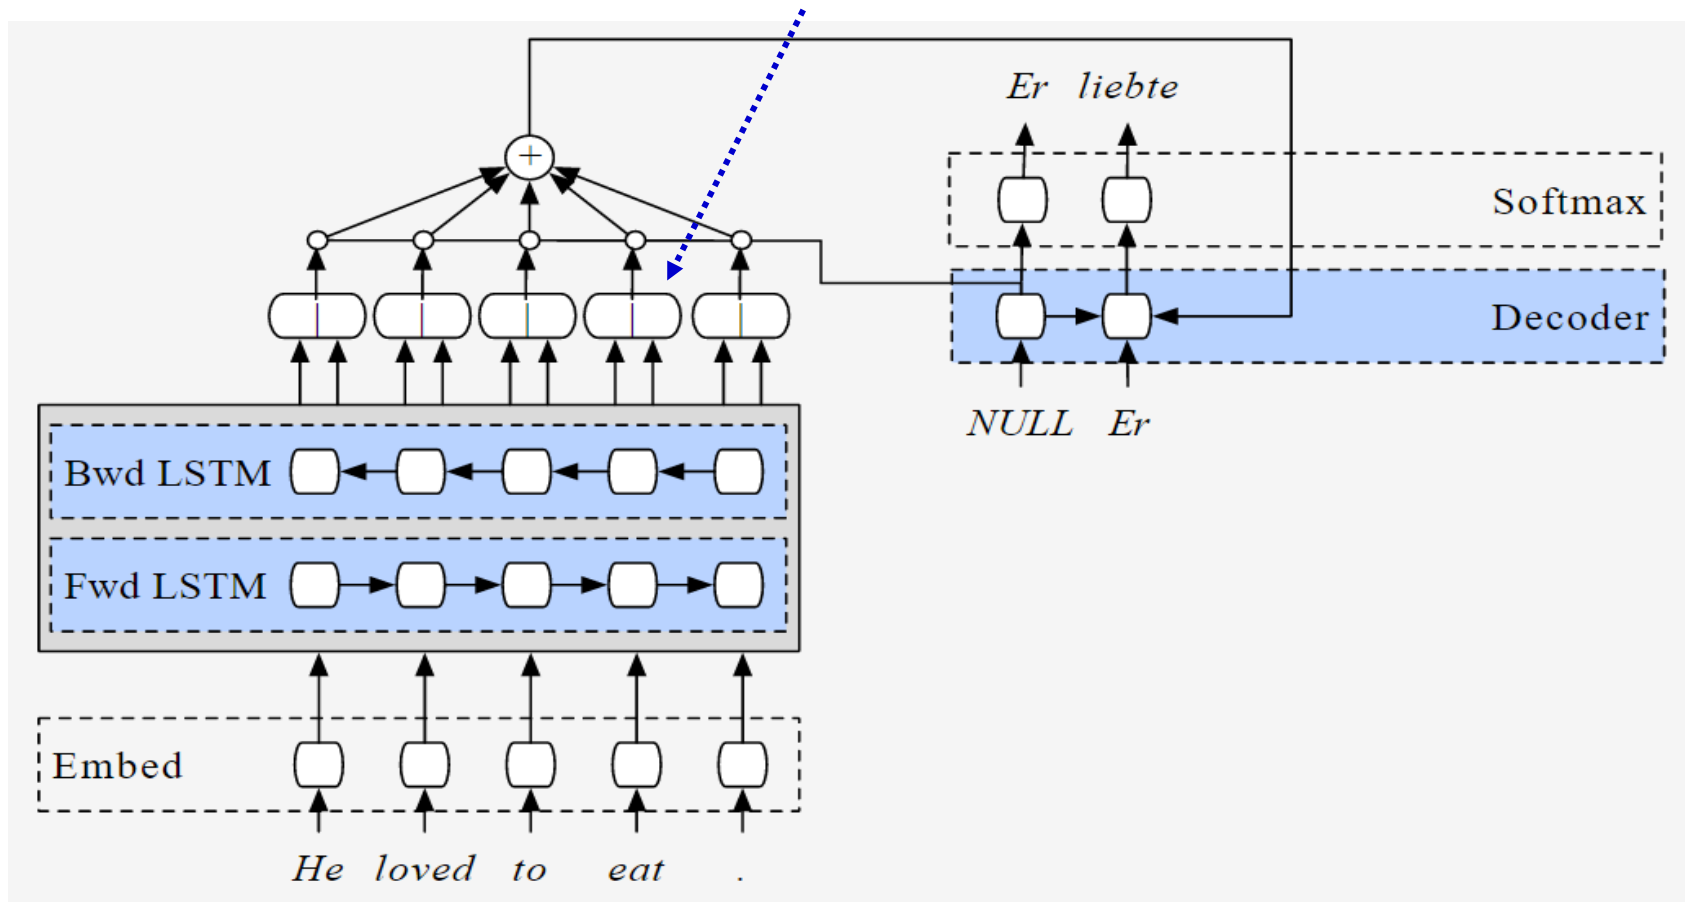 Er liebte
Softmax
Decoder
NULL Er
Bwd LSTM
Fwd LSTM
Embed
He loved to eat .